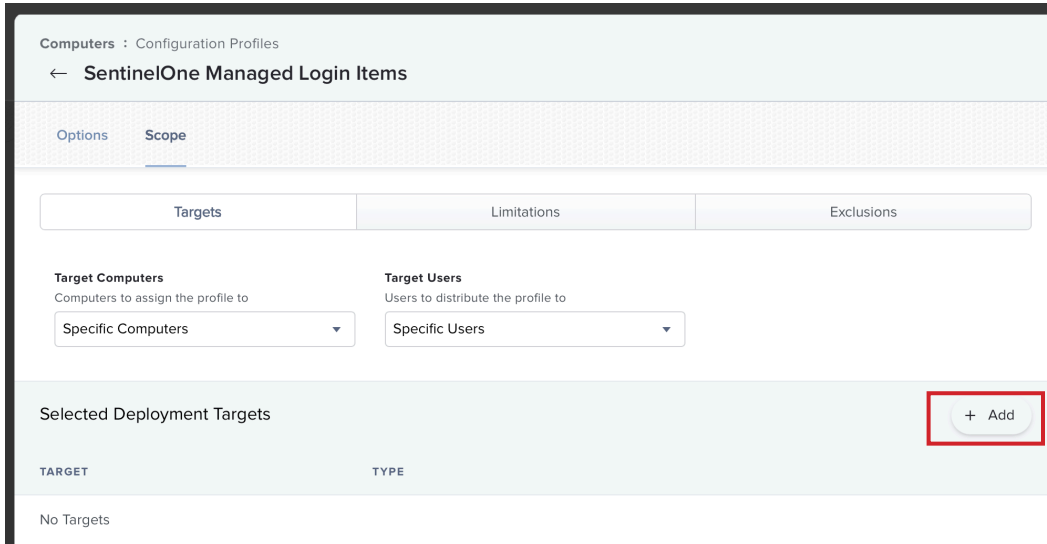 Computers : Configuration Profiles
← SentinelOne Managed Login Items
Options Scope
Targets Limitations Exclusions
Target Computers Target Users
Computers to assign the profile to Users to distribute the profile to
Specific Computers Specific Users
Selected Deployment Targets + Add
TARGET TYPE
No Targets